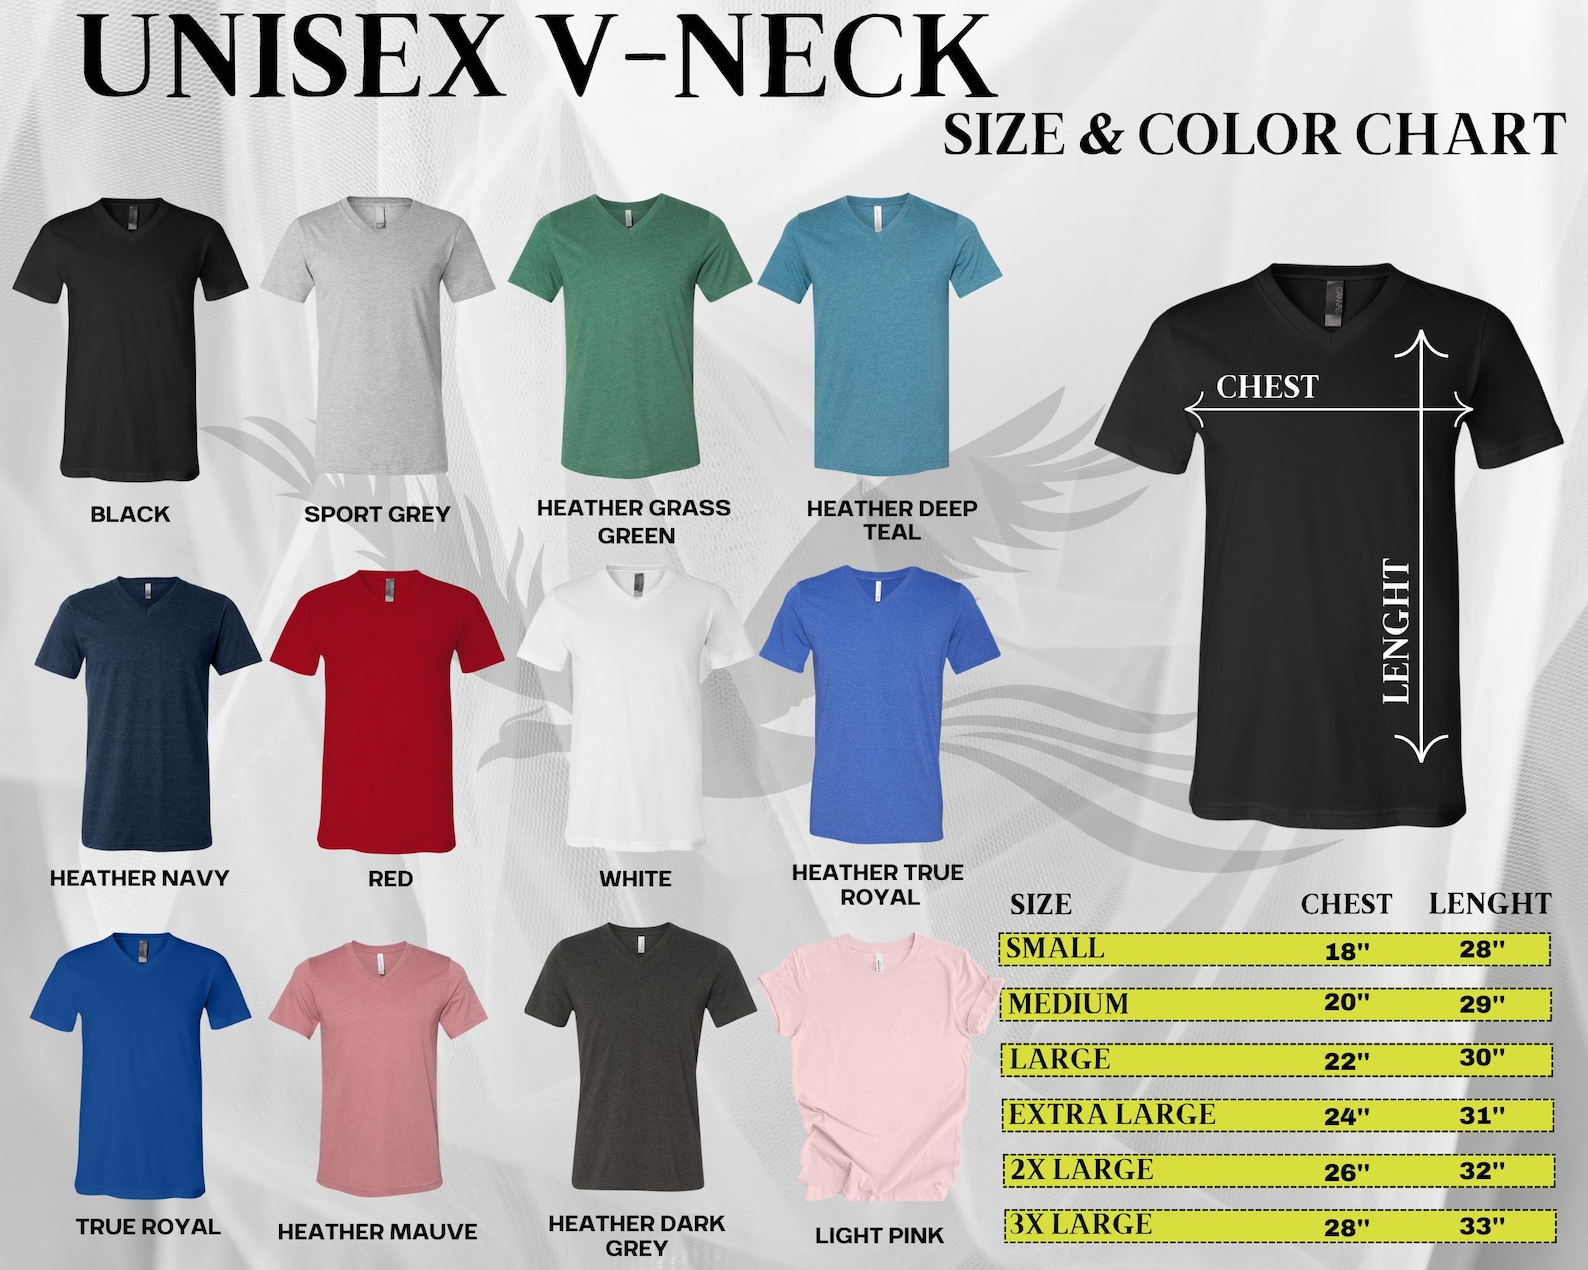 UNISEX V-NECK
SIZE & COLOR CHART
BLACK
SPORT GREY
HEATHER GRASS
GREEN
HEATHER DEEP
TEAL
HEATHER NAVY
RED
WHITE
HEATHER TRUE
ROYAL
TRUE ROYAL
HEATHER MAUVE
HEATHER DARK
GREY
LIGHT PINK
CANVAS
CHEST
LENGHT
SIZE CHEST LENGHT
SMALL 18" 28"
MEDIUM 20" 29"
LARGE 22" 30"
EXTRA LARGE 24" 31"
2X LARGE 26" 32"
3X LARGE 28" 33"